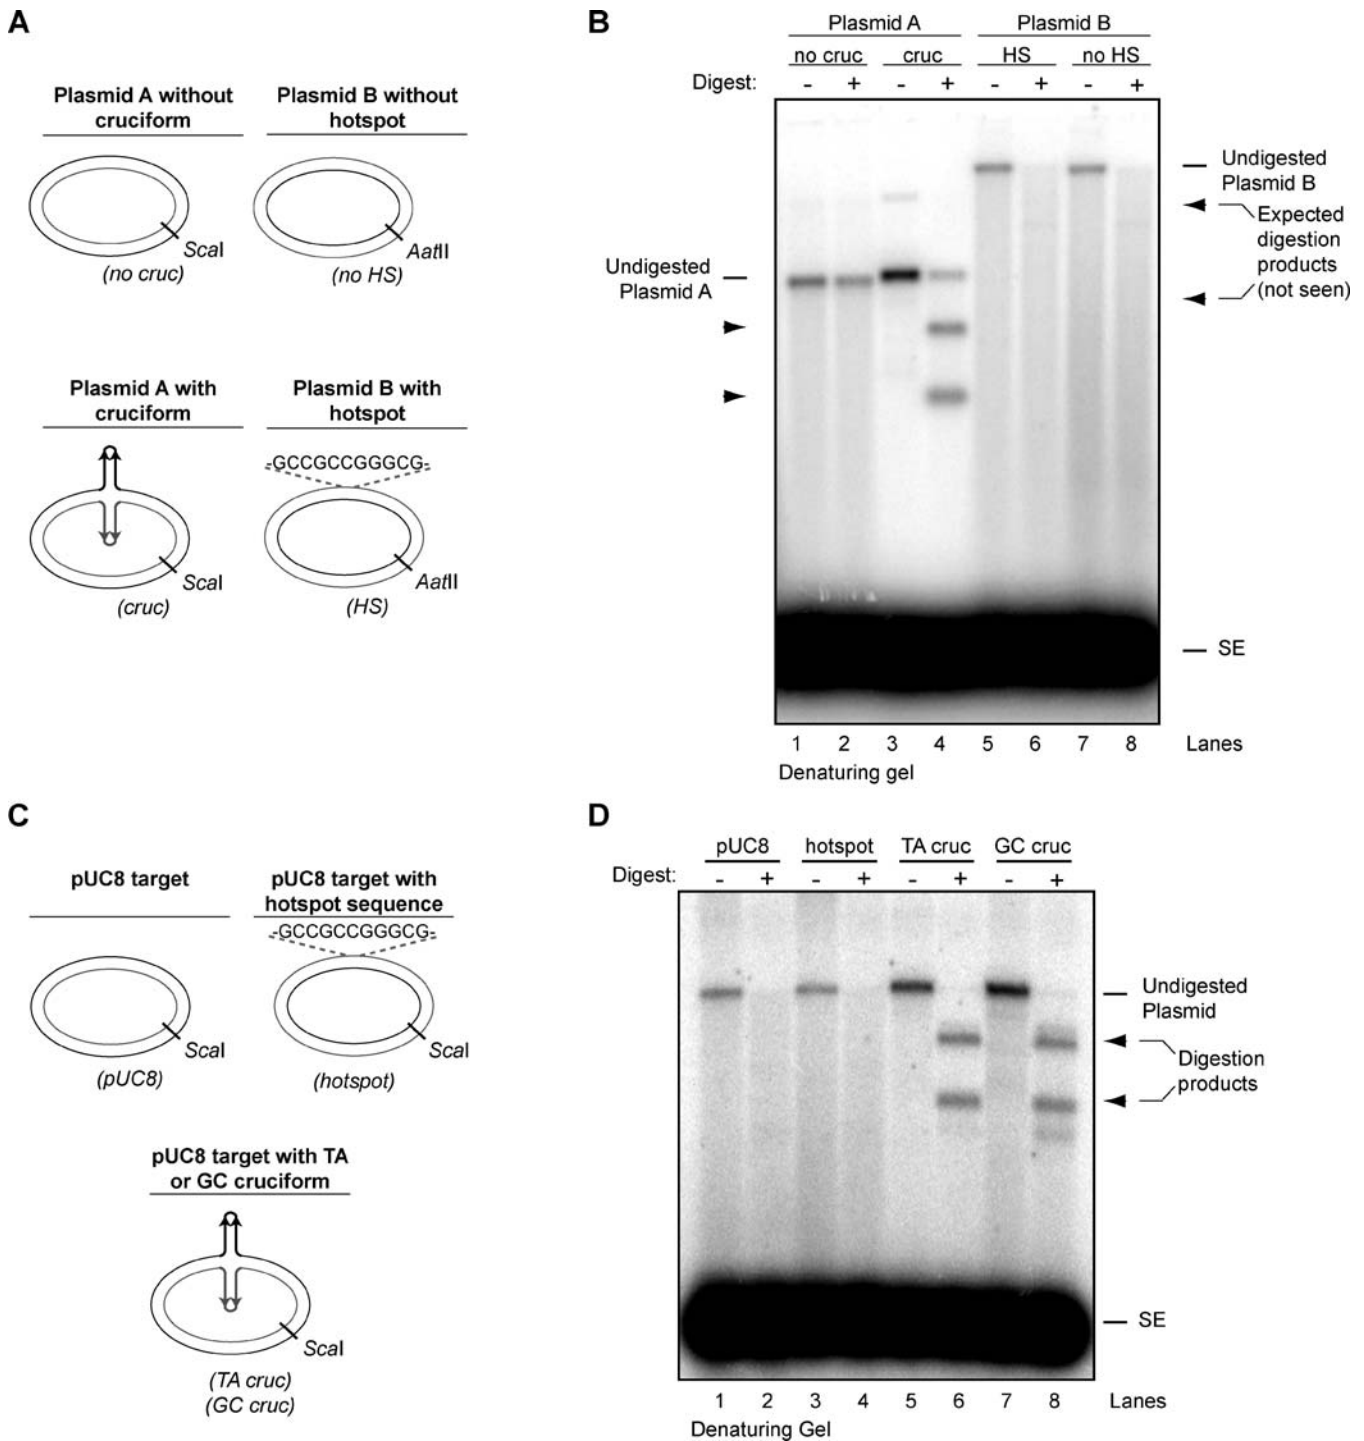 A
Plasmid A without
cruciform
ScaI
(no cruc)
Plasmid B without
hotspot
AatII
(no HS)
Plasmid A with
cruciform
ScaI
(cruc)
Plasmid B with
hotspot
-GCCGCCGGGCG-
AatII
(HS)
B
Plasmid A
Plasmid B
no cruc
cruc
HS
no HS
Digest:
- + - + - + - +
Undigested
Plasmid A
Undigested
Plasmid B
Expected
digestion
products
(not seen)
SE
1 2 3 4 5 6 7 8 Lanes
Denaturing gel
C
pUC8 target
ScaI
(pUC8)
pUC8 target with
hotspot sequence
-GCCGCCGGGCG-
ScaI
(hotspot)
pUC8 target with TA
or GC cruciform
ScaI
(TA cruc)
(GC cruc)
D
pUC8
hotspot
TA cruc
GC cruc
Digest:
- + - + - + - +
Undigested
Plasmid
Digestion
products
SE
1 2 3 4 5 6 7 8 Lanes
Denaturing Gel